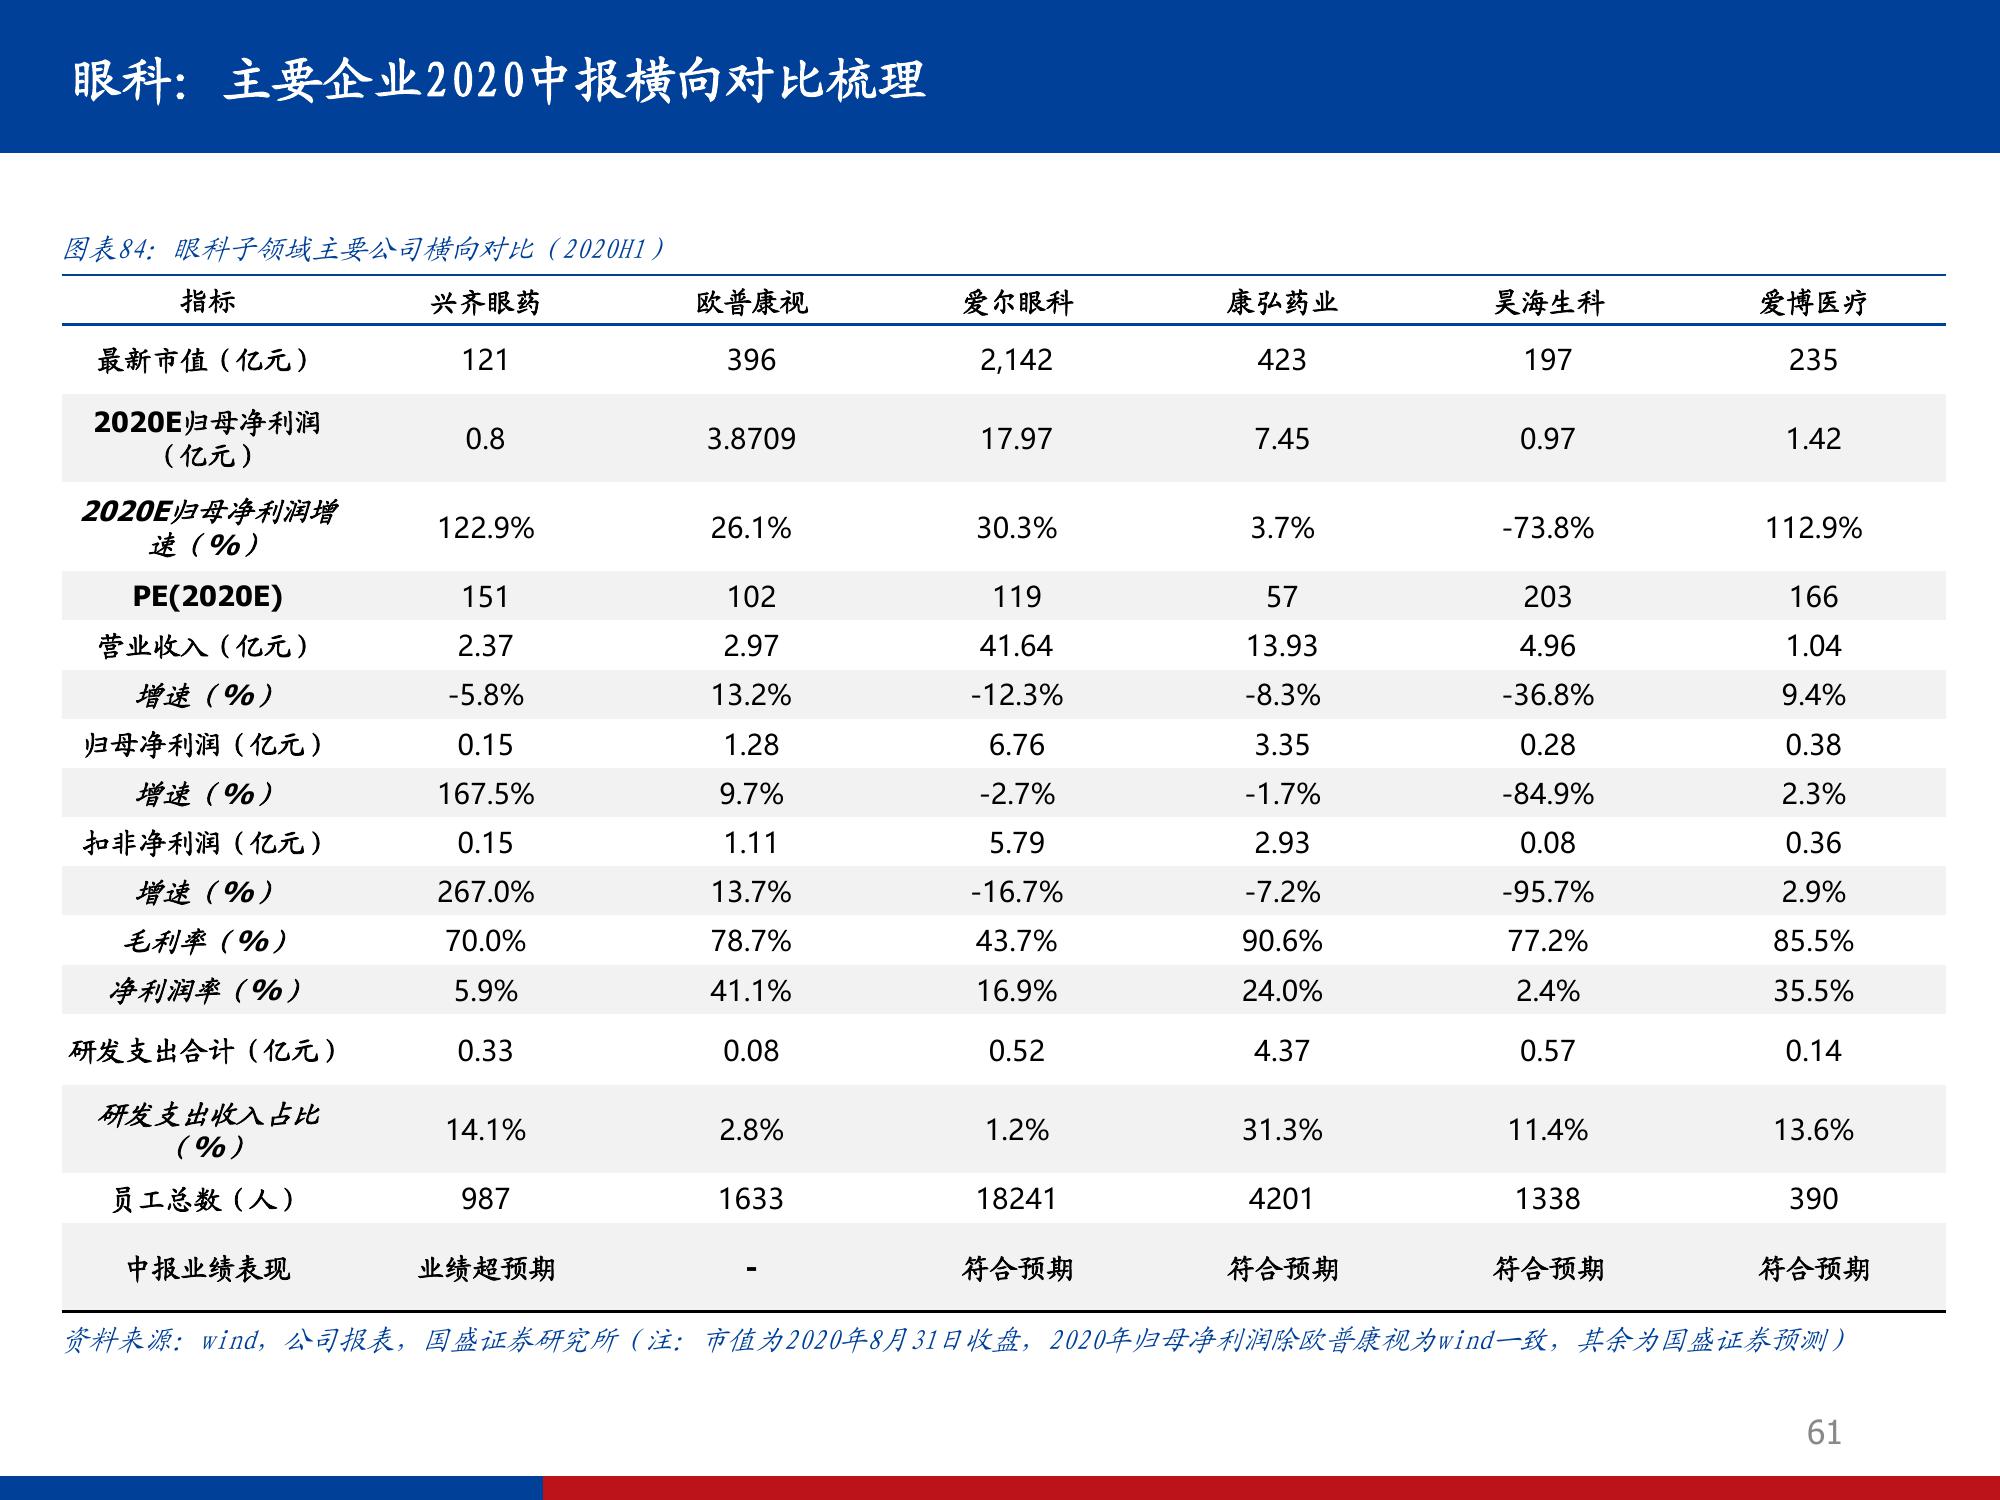 眼科：主要企业2020中报横向对比梳理
图表84：眼科子领域主要公司横向对比（2020H1）
指标 兴齐眼药 欧普康视 爱尔眼科 康弘药业 昊海生科 爱博医疗
最新市值（亿元） 121 396 2,142 423 197 235
2020E归母净利润
（亿元） 0.8 3.8709 17.97 7.45 0.97 1.42
2020E归母净利润增
速（%） 122.9% 26.1% 30.3% 3.7% -73.8% 112.9%
PE(2020E) 151 102 119 57 203 166
营业收入（亿元） 2.37 2.97 41.64 13.93 4.96 1.04
增速（%） -5.8% 13.2% -12.3% -8.3% -36.8% 9.4%
归母净利润（亿元） 0.15 1.28 6.76 3.35 0.28 0.38
增速（%） 167.5% 9.7% -2.7% -1.7% -84.9% 2.3%
扣非净利润（亿元） 0.15 1.11 5.79 2.93 0.08 0.36
增速（%） 267.0% 13.7% -16.7% -7.2% -95.7% 2.9%
毛利率（%） 70.0% 78.7% 43.7% 90.6% 77.2% 85.5%
净利润率（%） 5.9% 41.1% 16.9% 24.0% 2.4% 35.5%
研发支出合计（亿元） 0.33 0.08 0.52 4.37 0.57 0.14
研发支出收入占比
（%） 14.1% 2.8% 1.2% 31.3% 11.4% 13.6%
员工总数（人） 987 1633 18241 4201 1338 390
中报业绩表现 业绩超预期 - 符合预期 符合预期 符合预期 符合预期
资料来源：wind，公司报表，国盛证券研究所（注：市值为2020年8月31日收盘，2020年归母净利润除欧普康视为wind一致，其余为国盛证券预测）
61